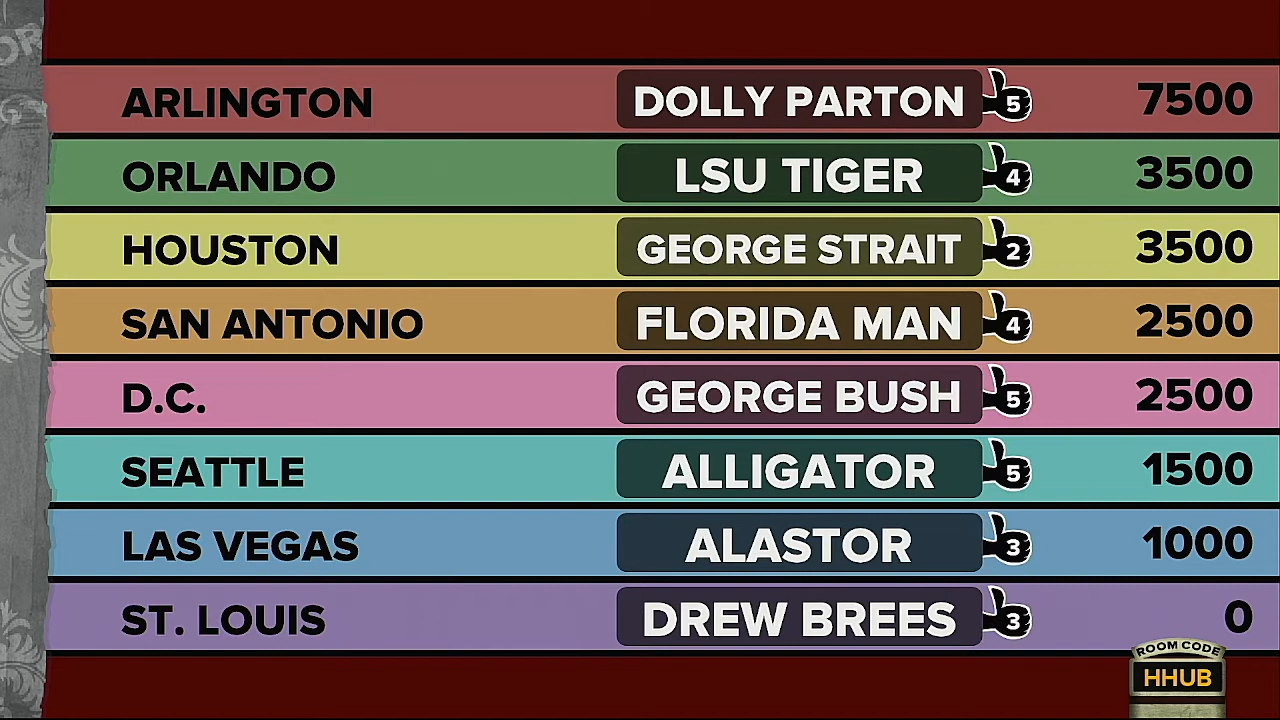 ARLINGTON DOLLY PARTON 5 7500
ORLANDO LSU TIGER 4 3500
HOUSTON GEORGE STRAIT 2 3500
SAN ANTONIO FLORIDA MAN 4 2500
D.C. GEORGE BUSH 5 2500
SEATTLE ALLIGATOR 5 1500
LAS VEGAS ALASTOR 3 1000
ST. LOUIS DREW BREES 3 0
ROOM CODE
HHUB